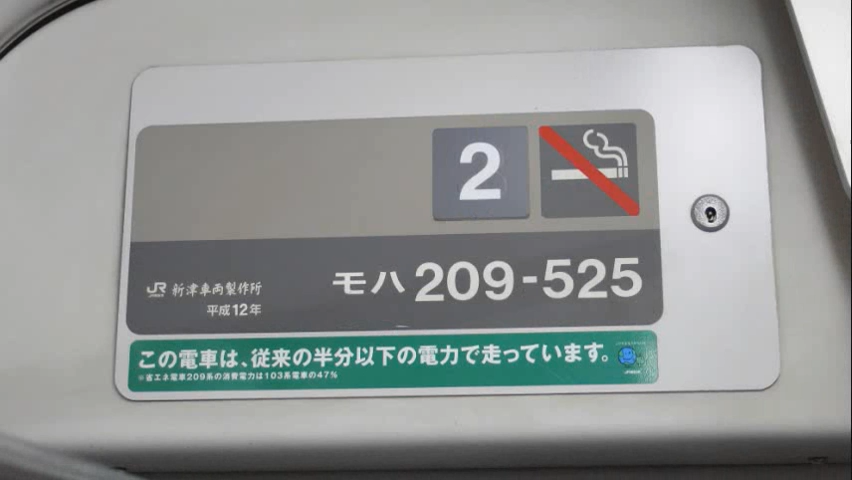 2
JR 新津車両製作所
平成12年
モハ209-525
この電車は、従来の半分以下の電力で走っています。
※省エネ電車209系の消費電力は103系電車の47%